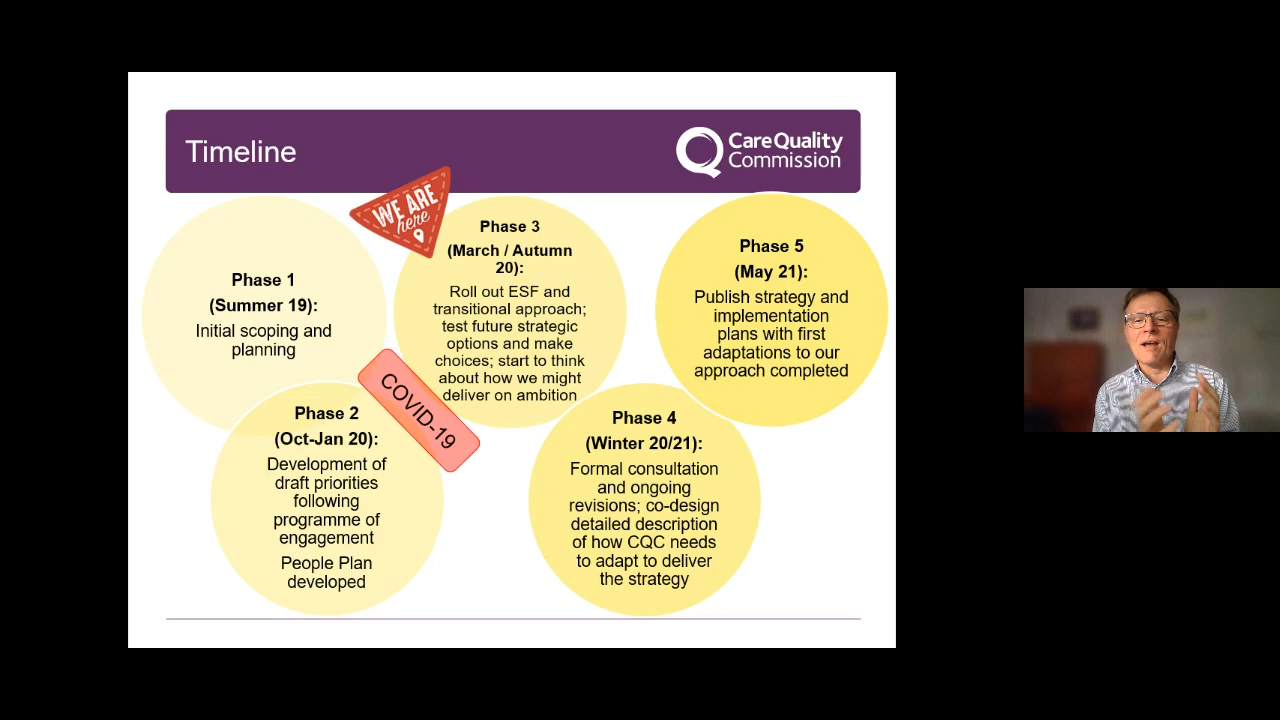 Timeline
CareQuality
Commission
WE ARE
here
Phase 1
(Summer 19):
Initial scoping and
planning
Phase 2
(Oct-Jan 20):
Development of
draft priorities
following
programme of
engagement
People Plan
developed
COVID-19
Phase 3
(March / Autumn
20):
Roll out ESF and
transitional approach;
test future strategic
options and make
choices; start to think
about how we might
deliver on ambition
Phase 4
(Winter 20/21):
Formal consultation
and ongoing
revisions; co-design
detailed description
of how CQC needs
to adapt to deliver
the strategy
Phase 5
(May 21):
Publish strategy and
implementation
plans with first
adaptations to our
approach completed